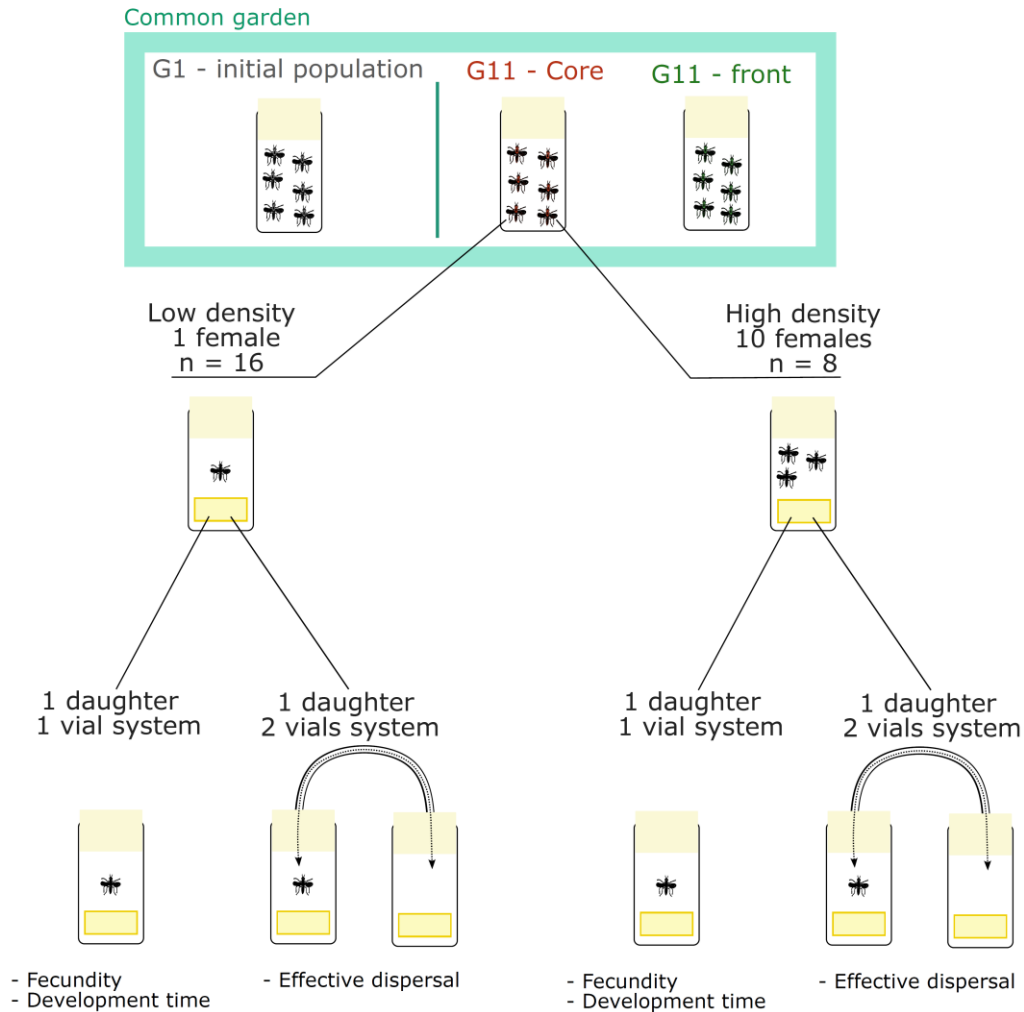 Common garden
G1 - initial population
G11 - Core
G11 - front
Low density
1 female
n = 16
High density
10 females
n = 8
1 daughter
1 vial system
1 daughter
2 vials system
1 daughter
1 vial system
1 daughter
2 vials system
- Fecundity
- Development time
- Effective dispersal
- Fecundity
- Development time
- Effective dispersal